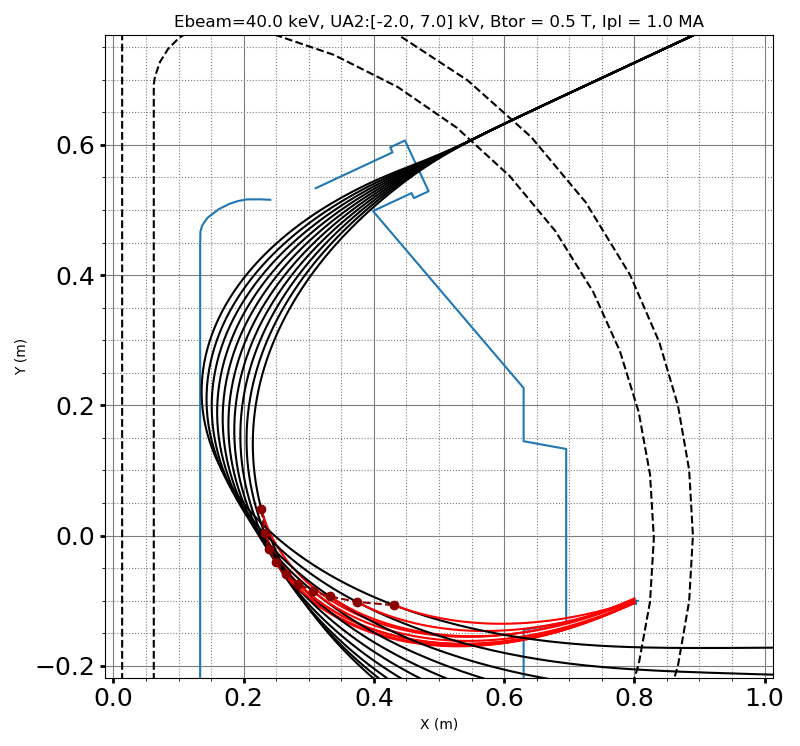 Ebeam=40.0 keV, UA2:[-2.0, 7.0] kV, Btor = 0.5 T, Ipl = 1.0 MA
0.6
0.4
0.2
0.0
−0.2
Y (m)
0.0 0.2 0.4 0.6 0.8 1.0
X (m)